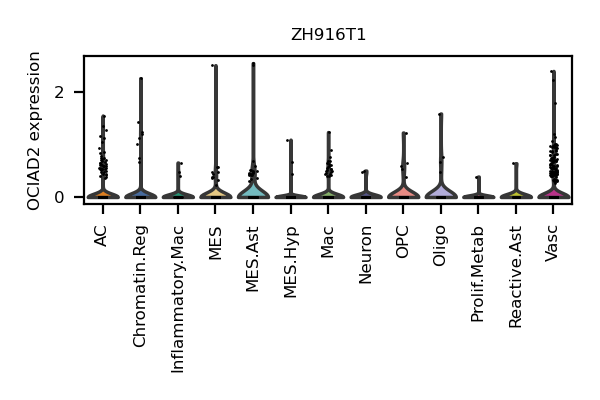 ZH916T1
OCIAD2 expression
2
0
AC
Chromatin.Reg
Inflammatory.Mac
MES
MES.Ast
MES.Hyp
Mac
Neuron
OPC
Oligo
Prolif.Metab
Reactive.Ast
Vasc